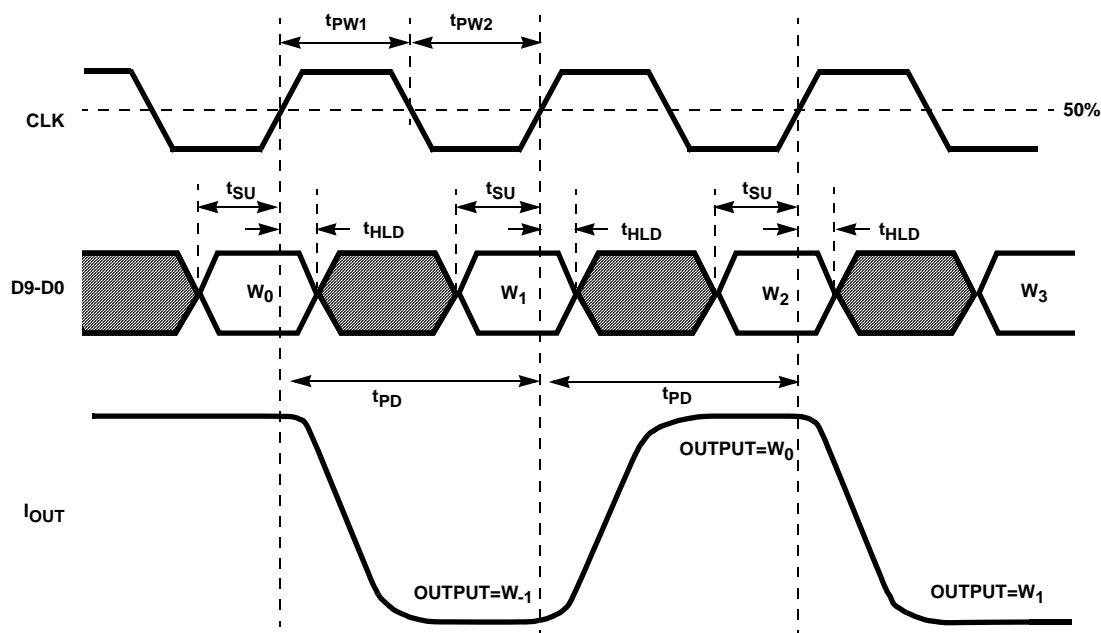 tPW1 tPW2
CLK
50%
tSU tSU tSU
tHLD tHLD tHLD
D9-D0
W0 W1 W2 W3
tPD tPD
OUTPUT=W0
IOUT
OUTPUT=W-1 OUTPUT=W1